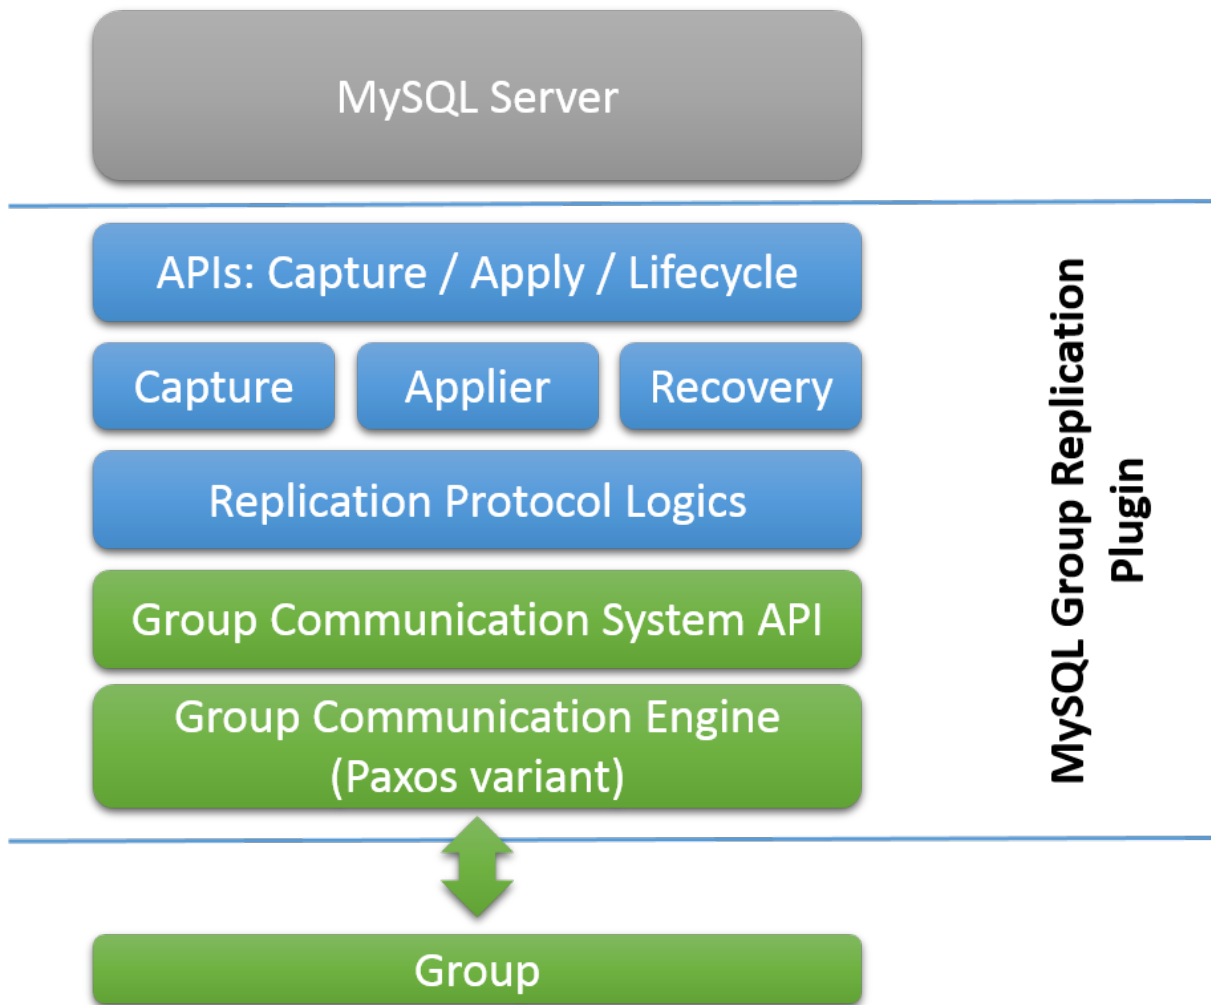 MySQL Server
APIs: Capture / Apply / Lifecycle
Capture
Applier
Recovery
Replication Protocol Logics
Group Communication System API
Group Communication Engine
(Paxos variant)
Group
MySQL Group Replication
Plugin